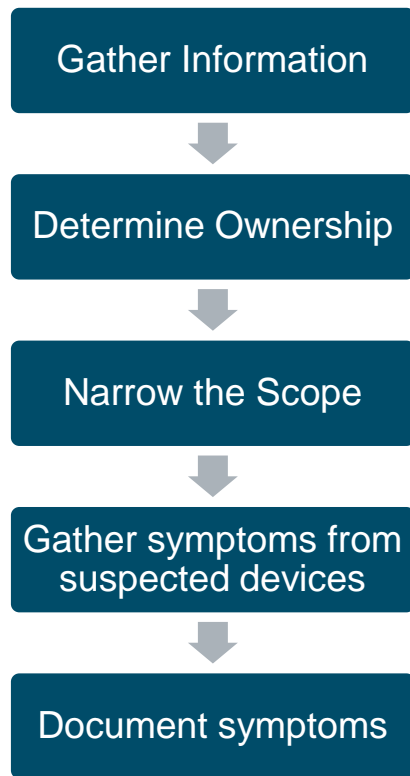 Gather Information
Determine Ownership
Narrow the Scope
Gather symptoms from
suspected devices
Document symptoms